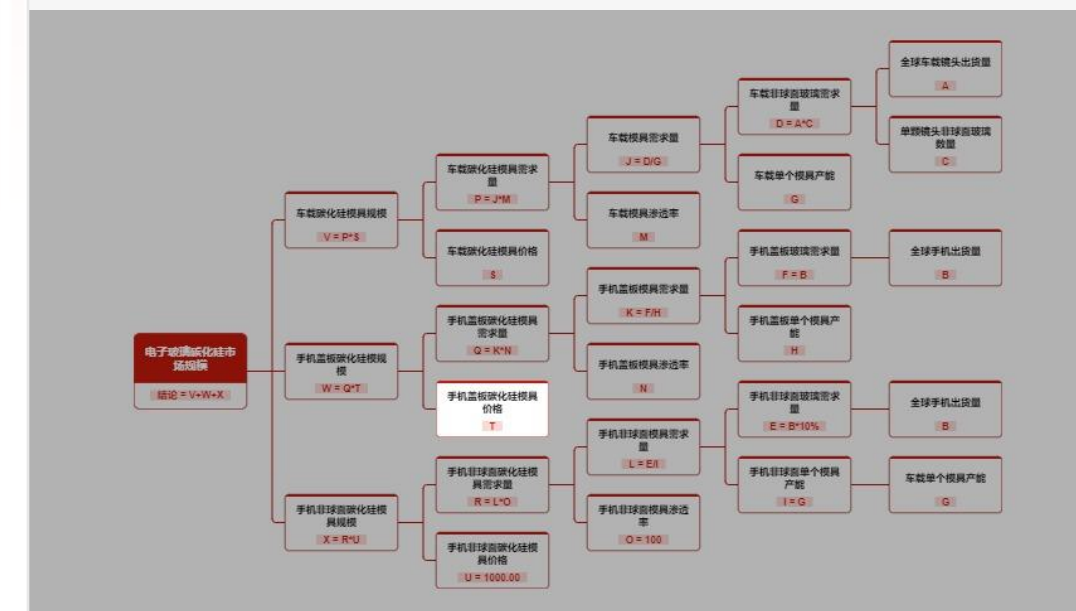 全球车载镜头出货量
A
车载非球面玻璃需求
量
D = A*C
单颗镜头非球面玻璃
数量
C
车载模具需求量
J = D/G
车载单个模具产能
G
车载碳化硅模具需求
量
P = J*M
车载模具渗透率
M
车载碳化硅模具规模
V = P*S
车载碳化硅模具价格
S
手机盖板玻璃需求量
F = B
全球手机出货量
B
手机盖板模具需求量
K = F/H
手机盖板单个模具产
能
H
手机盖板碳化硅模具
需求量
Q = K*N
手机盖板模具渗透率
N
电子玻璃碳化硅市
场规模
结论 = V+W+X
手机盖板碳化硅模规
模
W = Q*T
手机盖板碳化硅模具
价格
T
手机非球面玻璃需求
量
E = B*10%
全球手机出货量
B
手机非球面模具需求
量
L = E/I
手机非球面单个模具
产能
I = G
车载单个模具产能
G
手机非球面碳化硅模
具需求量
R = L*O
手机非球面模具渗透
率
O = 100
手机非球面碳化硅模
具规模
X = R*U
手机非球面碳化硅模
具价格
U = 1000.00